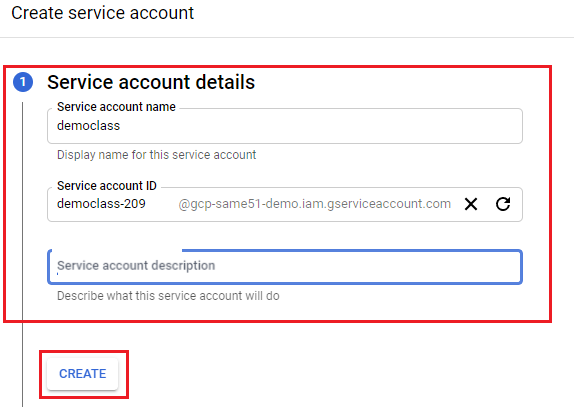 Create service account
1 Service account details
Service account name
democlass
Display name for this service account
Service account ID
democlass-209 @gcp-same51-demo.iam.gserviceaccount.com
Service account description
Describe what this service account will do
CREATE